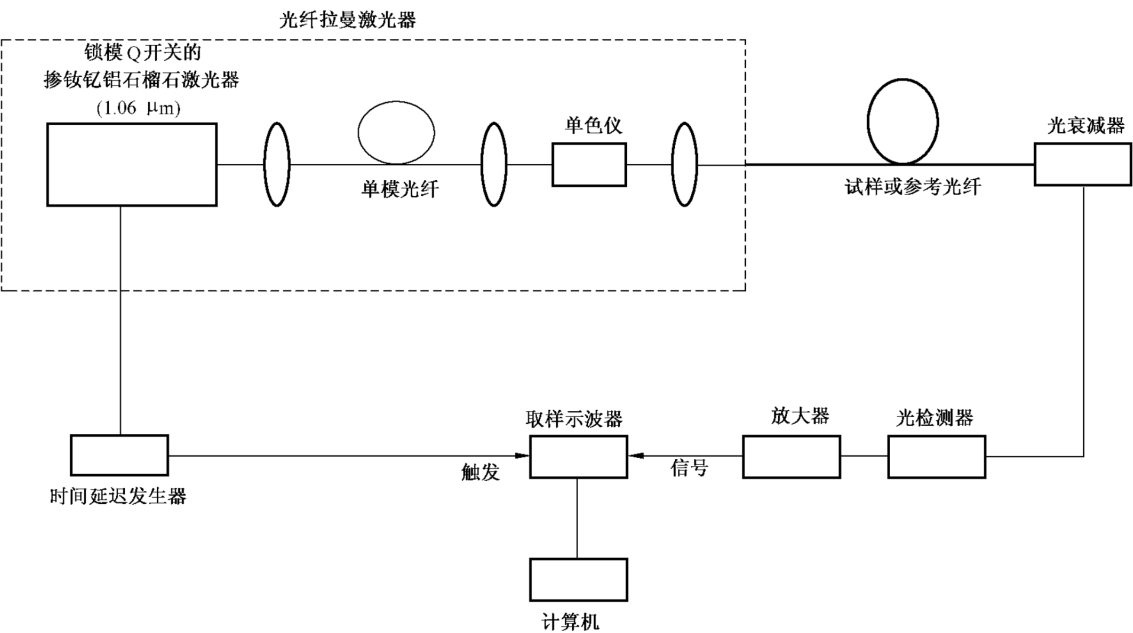 光纤拉曼激光器
锁模Q开关的
掺钕钇铝石榴石激光器
(1.06 μm)
单模光纤
单色仪
试样或参考光纤
光衰减器
时间延迟发生器
触发
取样示波器
信号
放大器
光检测器
计算机